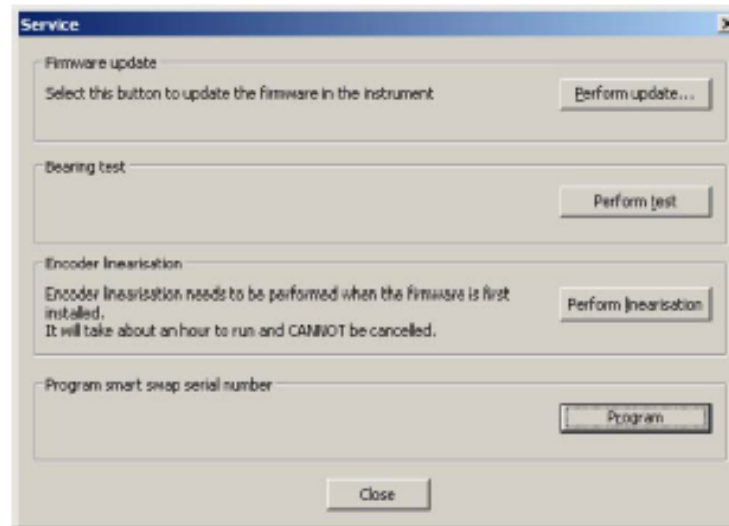 Service
Firmware update
Select this button to update the firmware in the instrument
Perform update...
Bearing test
Perform test
Encoder linearisation
Encoder linearisation needs to be performed when the firmware is first
installed.
It will take about an hour to run and CANNOT be cancelled.
Perform linearisation
Program smart swap serial number
Program
Close